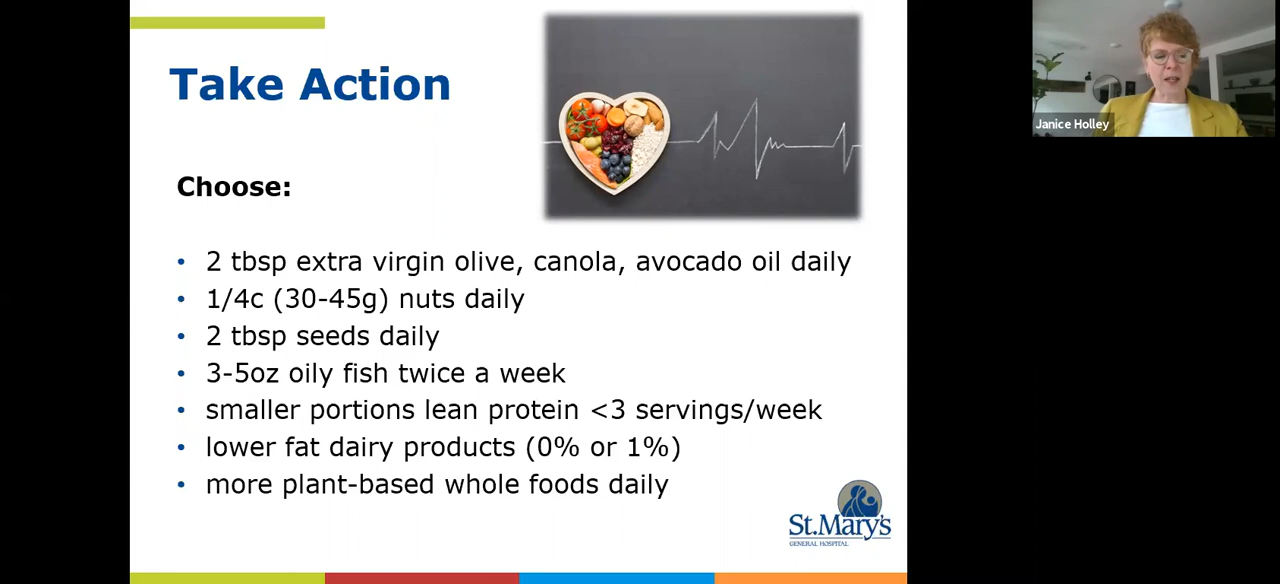 Take Action
Janice Holley
Choose:
• 2 tbsp extra virgin olive, canola, avocado oil daily
• 1/4c (30-45g) nuts daily
• 2 tbsp seeds daily
• 3-5oz oily fish twice a week
• smaller portions lean protein <3 servings/week
• lower fat dairy products (0% or 1%)
• more plant-based whole foods daily
St.Mary's
GENERAL HOSPITAL